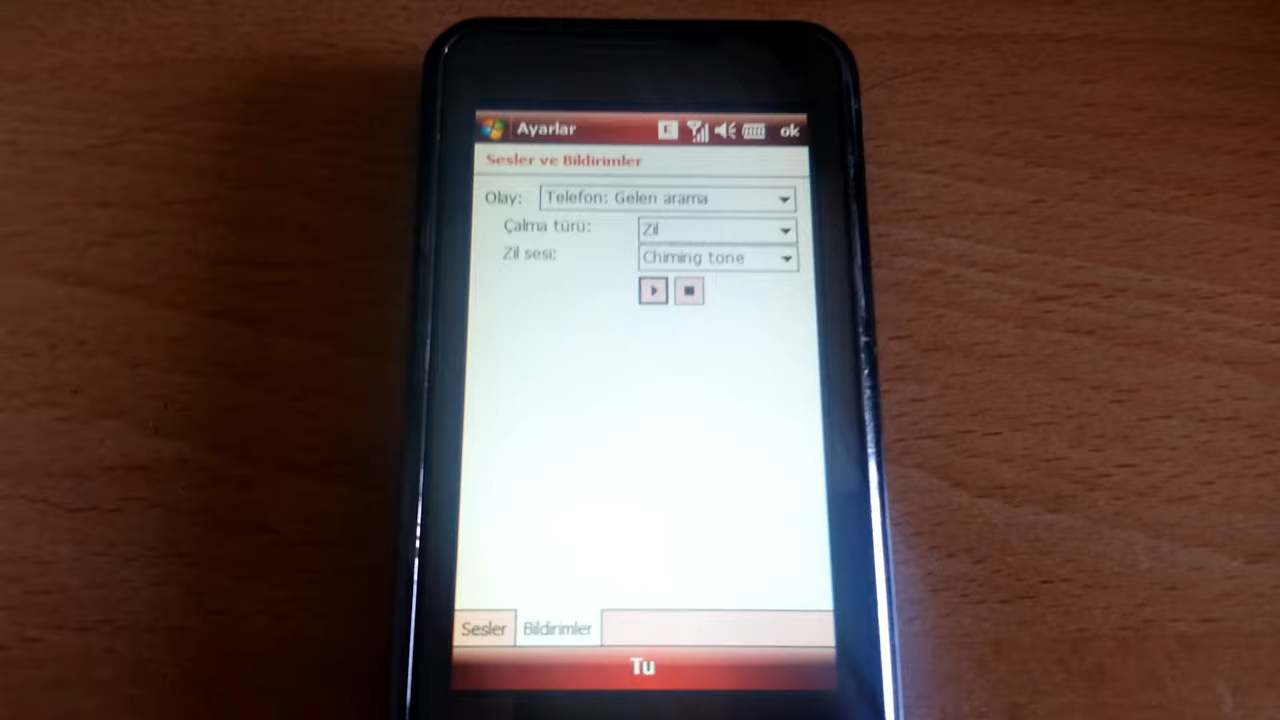 Ayarlar ok
Sesler ve Bildirimler
Olay: Telefon: Gelen arama
Çalma türü: Zil
Zil sesi: Chiming tone
Sesler Bildirimler
Tu